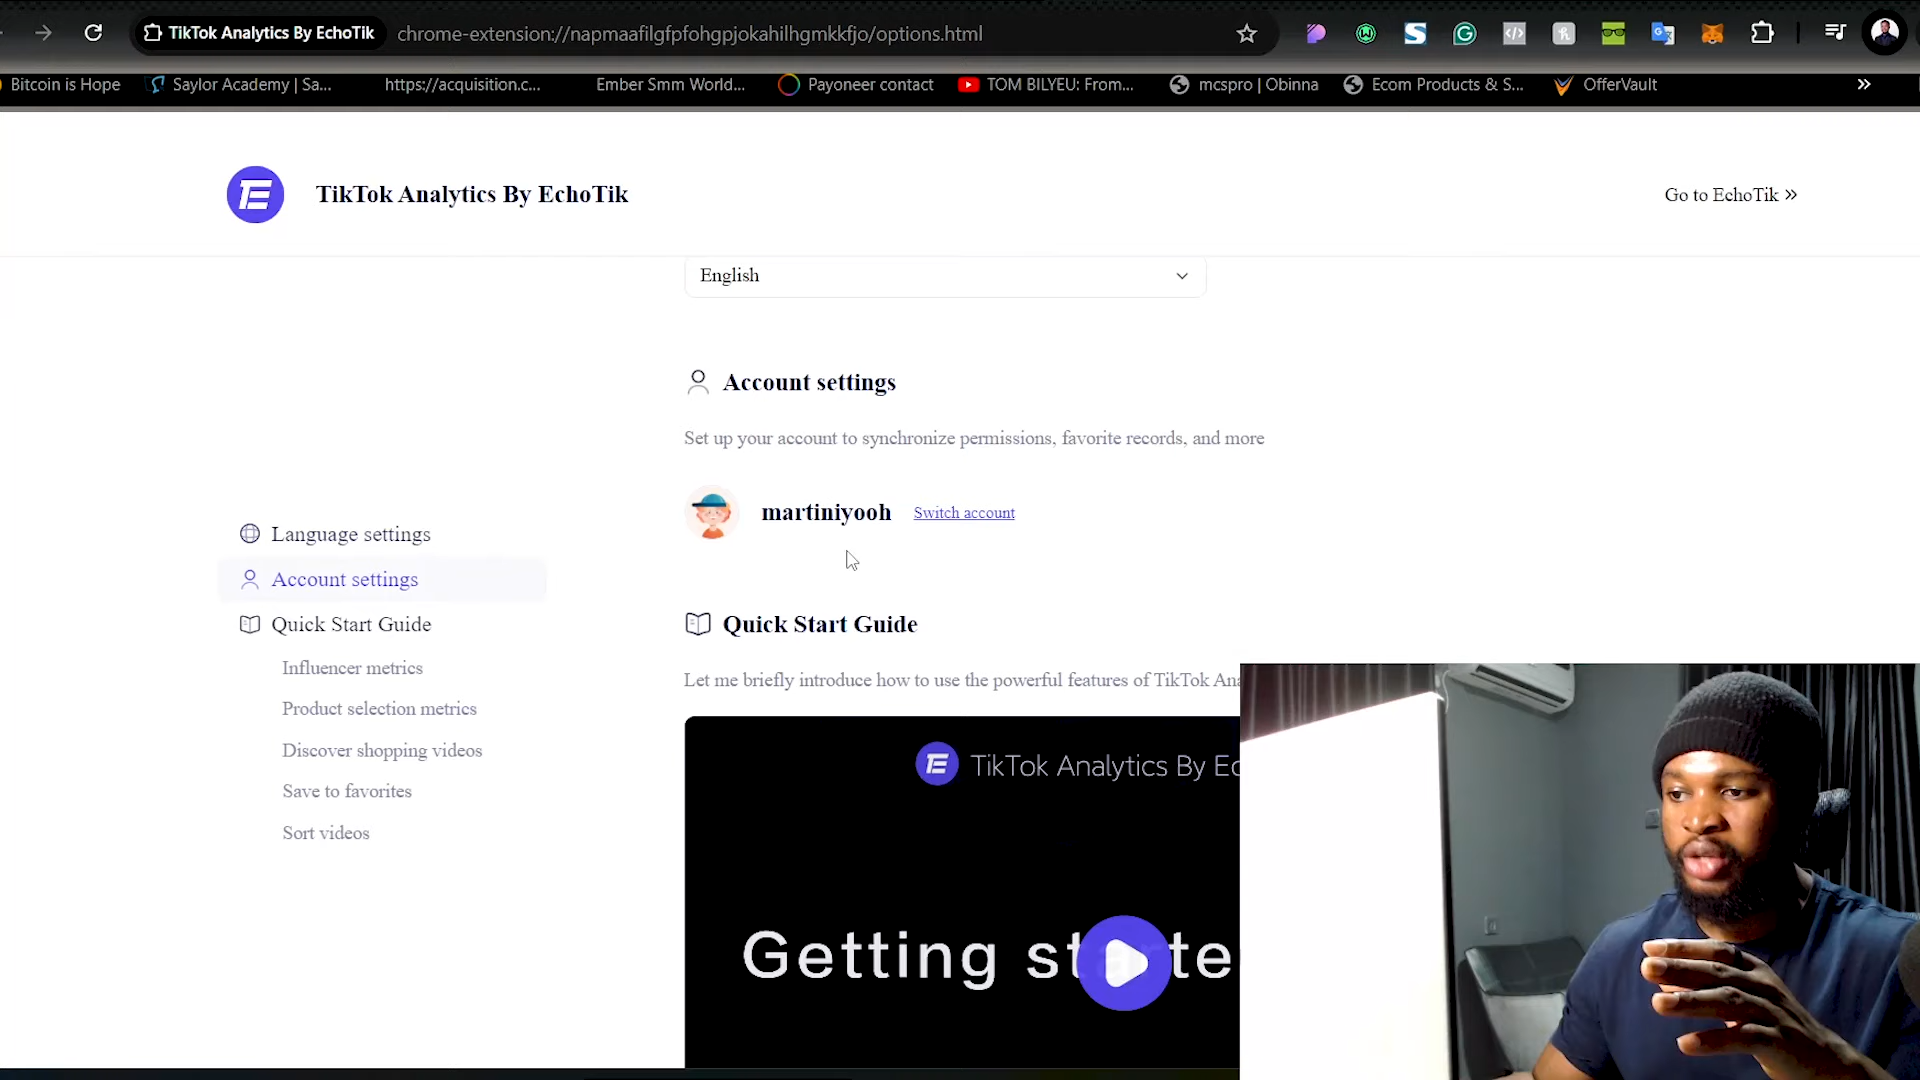 TikTok Analytics By EchoTik
chrome-extension://napmaafilgfpfohgpjokahilhgmkkfjo/options.html
Bitcoin is Hope
Saylor Academy | Sa...
https://acquisition.c...
Ember Smm World...
Payoneer contact
TOM BILYEU: From...
mcspro | Obinna
Ecom Products & S...
OfferVault
TikTok Analytics By EchoTik
Go to EchoTik
English
Account settings
Set up your account to synchronize permissions, favorite records, and more
martiniyooh
Switch account
Language settings
Account settings
Quick Start Guide
Influencer metrics
Product selection metrics
Discover shopping videos
Save to favorites
Sort videos
Quick Start Guide
Let me briefly introduce how to use the powerful features of TikTok
TikTok Analytics By
Getting